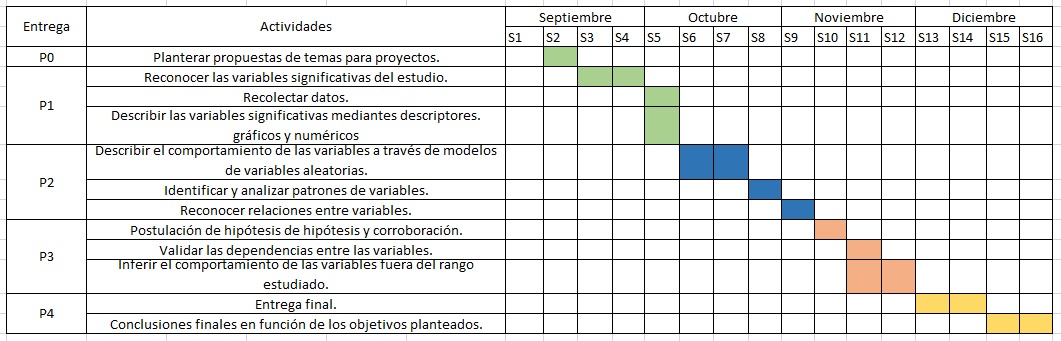 Entrega Actividades Septiembre Octubre Noviembre Diciembre
S1 S2 S3 S4 S5 S6 S7 S8 S9 S10 S11 S12 S13 S14 S15 S16
P0 Planterar propuestas de temas para proyectos.
P1 Reconocer las variables significativas del estudio.
Recolectar datos.
Describir las variables significativas mediantes descriptores.
gráficos y numéricos
P2 Describir el comportamiento de las variables a través de modelos
de variables aleatorias.
Identificar y analizar patrones de variables.
Reconocer relaciones entre variables.
P3 Postulación de hipótesis de hipótesis y corroboración.
Validar las dependencias entre las variables.
Inferir el comportamiento de las variables fuera del rango
estudiado.
P4 Entrega final.
Conclusiones finales en función de los objetivos planteados.